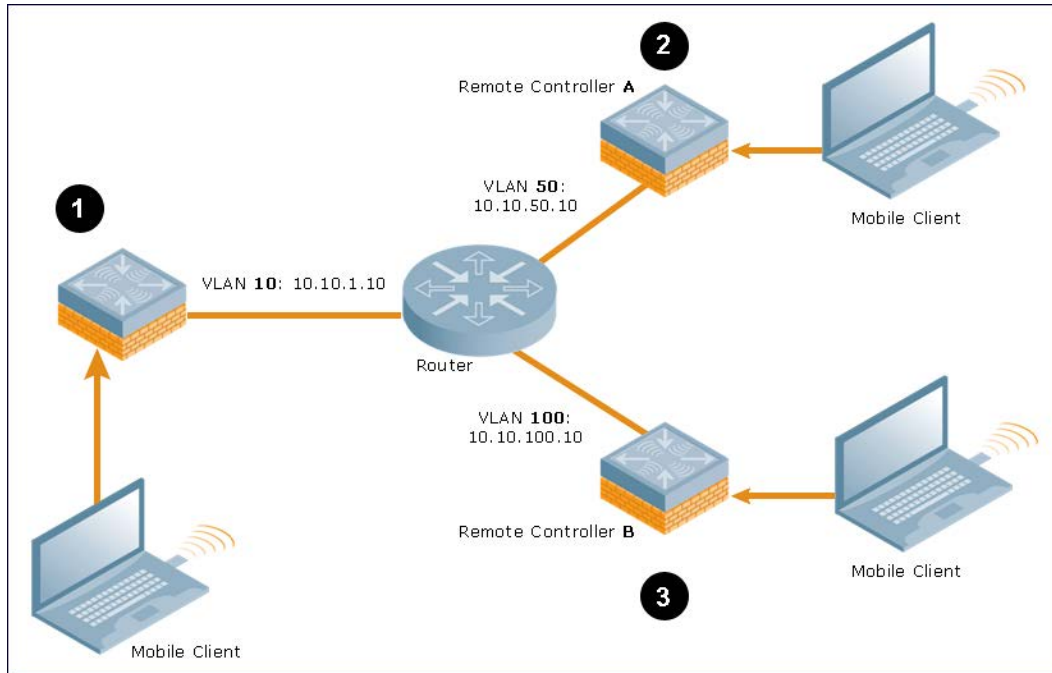 2
Remote Controller A
VLAN 50:
10.10.50.10
Mobile Client
1
VLAN 10: 10.10.1.10
Router
VLAN 100:
10.10.100.10
Remote Controller B
Mobile Client
3
Mobile Client